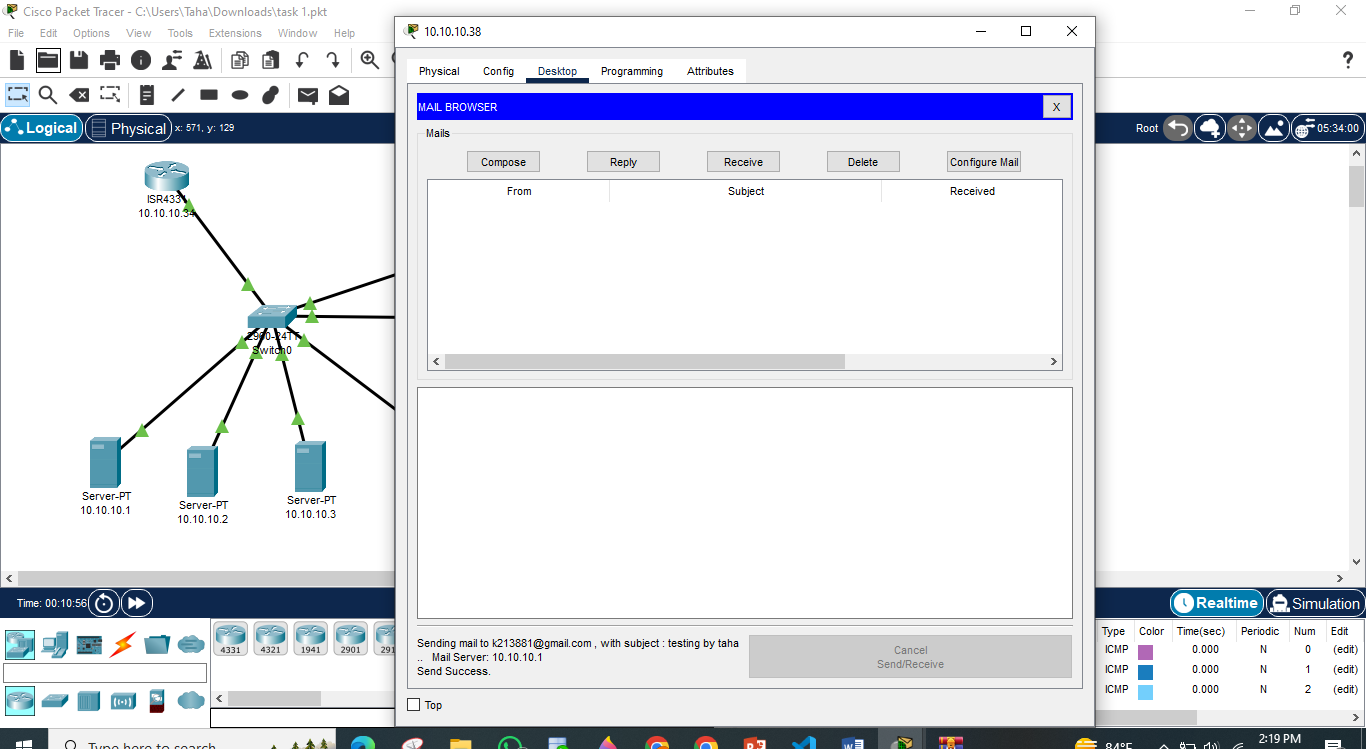 Cisco Packet Tracer - C:\Users\Taha\Downloads\task 1.pkt
File Edit Options View Tools Extensions Window Help
?
Logical Physical x: 571, y: 129
Root 05:34:00
10.10.10.34
Switch0
Server-PT
10.10.10.1
Server-PT
10.10.10.2
Server-PT
10.10.10.3
10.10.10.38
Physical Config Desktop Programming Attributes
MAIL BROWSER X
Mails
Compose Reply Receive Delete Configure Mail
From Subject Received
Sending mail to k213881@gmail.com , with subject : testing by taha
.. Mail Server: 10.10.10.1
Send Success.
Cancel
Send/Receive
Top
Time: 00:10:56
Realtime Simulation
4331 4321 1941 2901
Type Color Time(sec) Periodic Num Edit
ICMP 0.000 N 0 (edit)
ICMP 0.000 N 1 (edit)
ICMP 0.000 N 2 (edit)
Type here to search
84°F
2:19 PM